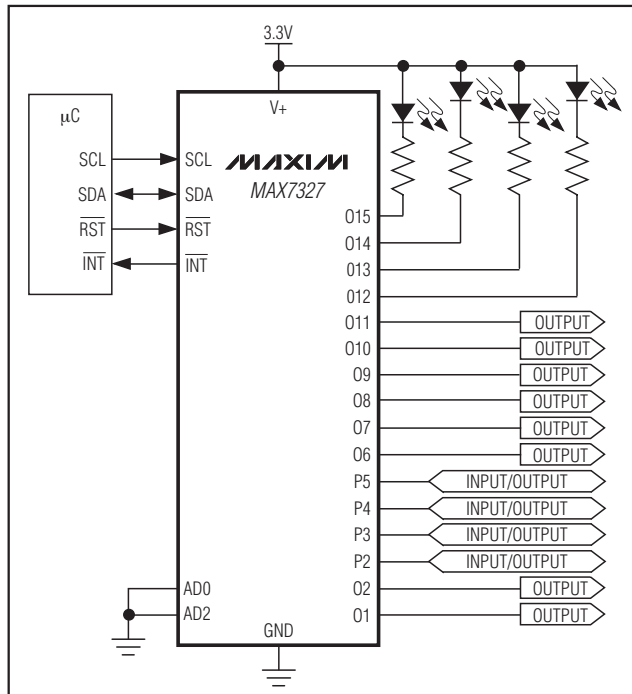 3.3V
μC
SCL
SDA
RST
INT
V+
SCL
SDA
RST
INT
MAXIM
MAX7327
O15
O14
O13
O12
O11
OUTPUT
O10
OUTPUT
O9
OUTPUT
O8
OUTPUT
O7
OUTPUT
O6
OUTPUT
P5
INPUT/OUTPUT
P4
INPUT/OUTPUT
P3
INPUT/OUTPUT
P2
INPUT/OUTPUT
O2
OUTPUT
O1
OUTPUT
AD0
AD2
GND